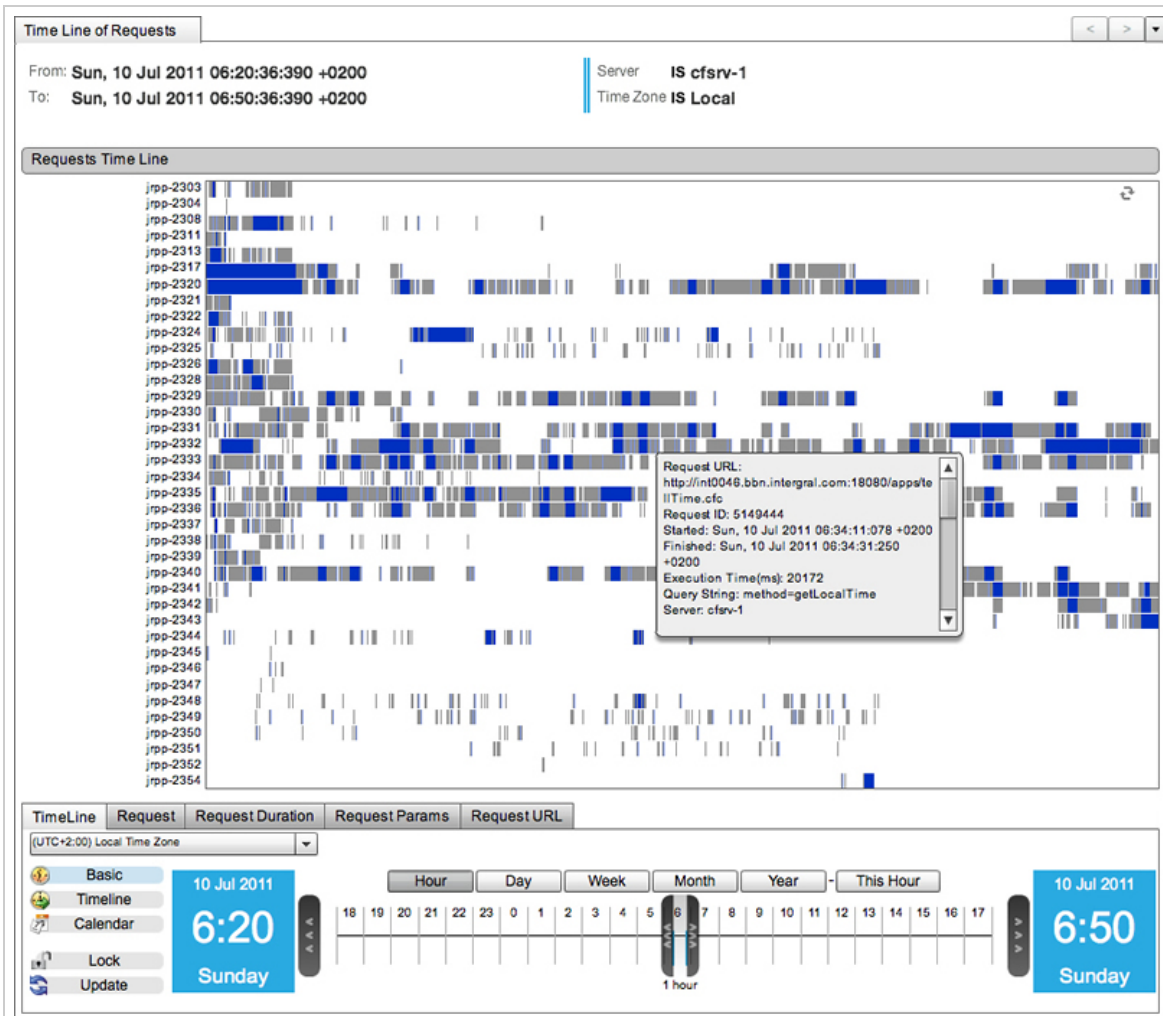 Time Line of Requests
< > 
From: Sun, 10 Jul 2011 06:20:36:390 +0200
To: Sun, 10 Jul 2011 06:50:36:390 +0200
Server IS cfsrv-1
Time Zone IS Local
Requests Time Line
jrpp-2303
jrpp-2304
jrpp-2308
jrpp-2311
jrpp-2313
jrpp-2317
jrpp-2320
jrpp-2321
jrpp-2322
jrpp-2324
jrpp-2325
jrpp-2326
jrpp-2328
jrpp-2329
jrpp-2330
jrpp-2331
jrpp-2332
jrpp-2333
jrpp-2334
jrpp-2335
jrpp-2336
jrpp-2337
jrpp-2338
jrpp-2339
jrpp-2340
jrpp-2341
jrpp-2342
jrpp-2343
jrpp-2344
jrpp-2345
jrpp-2346
jrpp-2347
jrpp-2348
jrpp-2349
jrpp-2350
jrpp-2351
jrpp-2352
jrpp-2354
Request URL:
http://int0046.bbn.intergral.com:18080/apps/te
llTime.cfc
Request ID: 5149444
Started: Sun, 10 Jul 2011 06:34:11:078 +0200
Finished: Sun, 10 Jul 2011 06:34:31:250
+0200
Execution Time(ms): 20172
Query String: method=getLocalTime
Server: cfsrv-1
TimeLine Request Request Duration Request Params Request URL
(UTC+2:00) Local Time Zone
Basic
Timeline
Calendar
Lock
Update
10 Jul 2011
6:20
Sunday
Hour Day Week Month Year - This Hour
18 19 20 21 22 23 0 1 2 3 4 5 6 7 8 9 10 11 12 13 14 15 16 17
1 hour
10 Jul 2011
6:50
Sunday